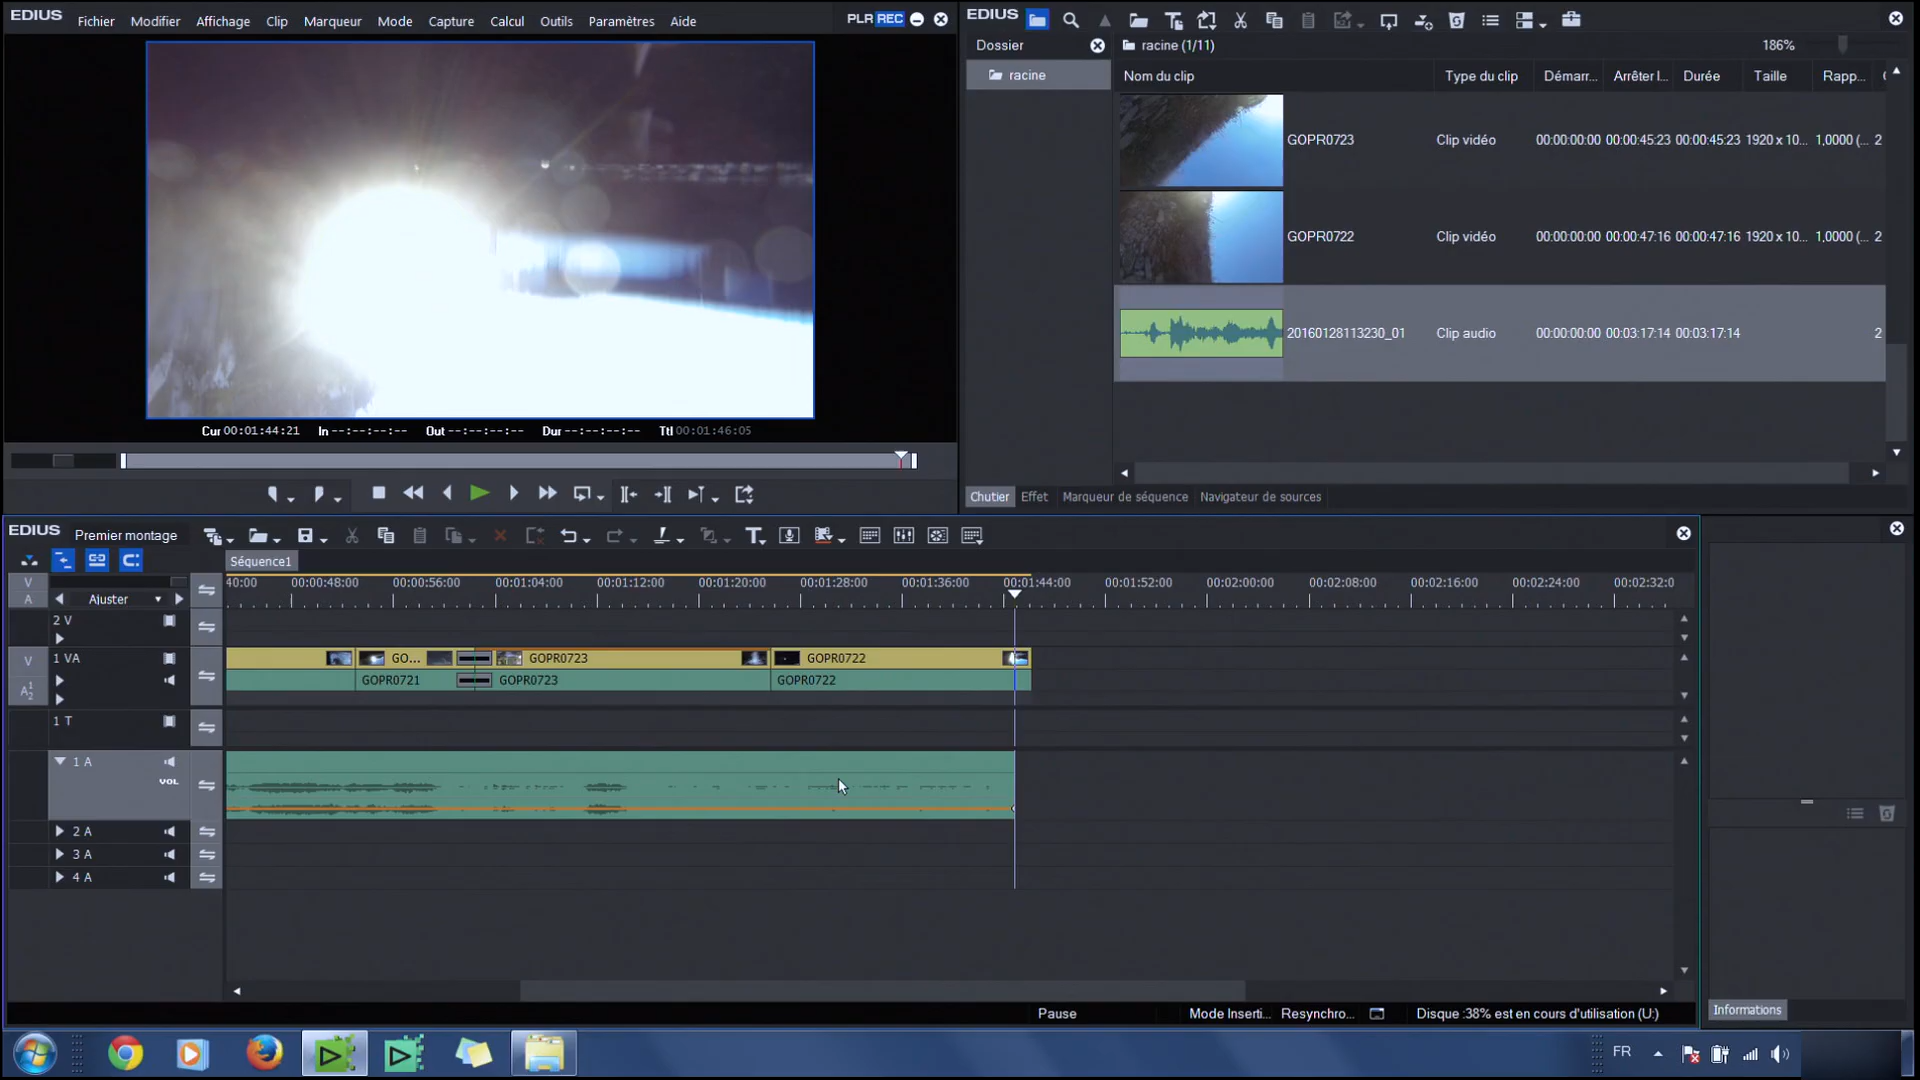 EDIUS Fichier Modifier Affichage Clip Marqueur Mode Capture Calcul Outils Paramètres Aide PLR REC
Cur 00:01:44:21 In --:--:--:-- Out --:--:--:-- Dur --:--:--:-- Ttl 00:01:46:05
EDIUS
Dossier
racine (1/11) 186%
racine
Nom du clip Type du clip Démarr... Arrêter l... Durée Taille Rapp...
GOPR0723 Clip vidéo 00:00:00:00 00:00:45:23 00:00:45:23 1920 x 10... 1,0000 (... 2
GOPR0722 Clip vidéo 00:00:00:00 00:00:47:16 00:00:47:16 1920 x 10... 1,0000 (... 2
20160128113230_01 Clip audio 00:00:00:00 00:03:17:14 00:03:17:14 2
Chutier Effet Marqueur de séquence Navigateur de sources
EDIUS Premier montage
Séquence1
V A
Ajuster
40:00 00:00:48:00 00:00:56:00 00:01:04:00 00:01:12:00 00:01:20:00 00:01:28:00 00:01:36:00 00:01:44:00 00:01:52:00 00:02:00:00 00:02:08:00 00:02:16:00 00:02:24:00 00:02:32:0
2 V
V 1 VA GO... GOPR0723 GOPR0722
A12 GOPR0721 GOPR0723 GOPR0722
1 T
1 A
VOL
2 A
3 A
4 A
Pause Mode Inserti... Resynchro... Disque :38% est en cours d'utilisation (U:)
Informations
FR